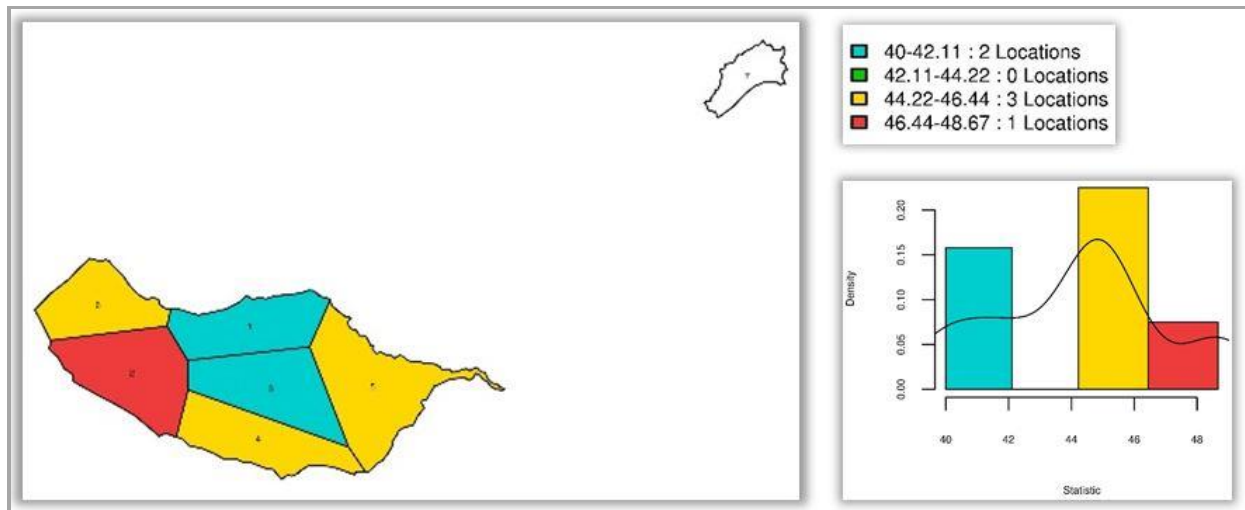 40-42.11 : 2 Locations
42.11-44.22 : 0 Locations
44.22-46.44 : 3 Locations
46.44-48.67 : 1 Locations
4
0.00 0.05 0.10 0.15 0.20
Density
40 42 44 46 48
Statistic